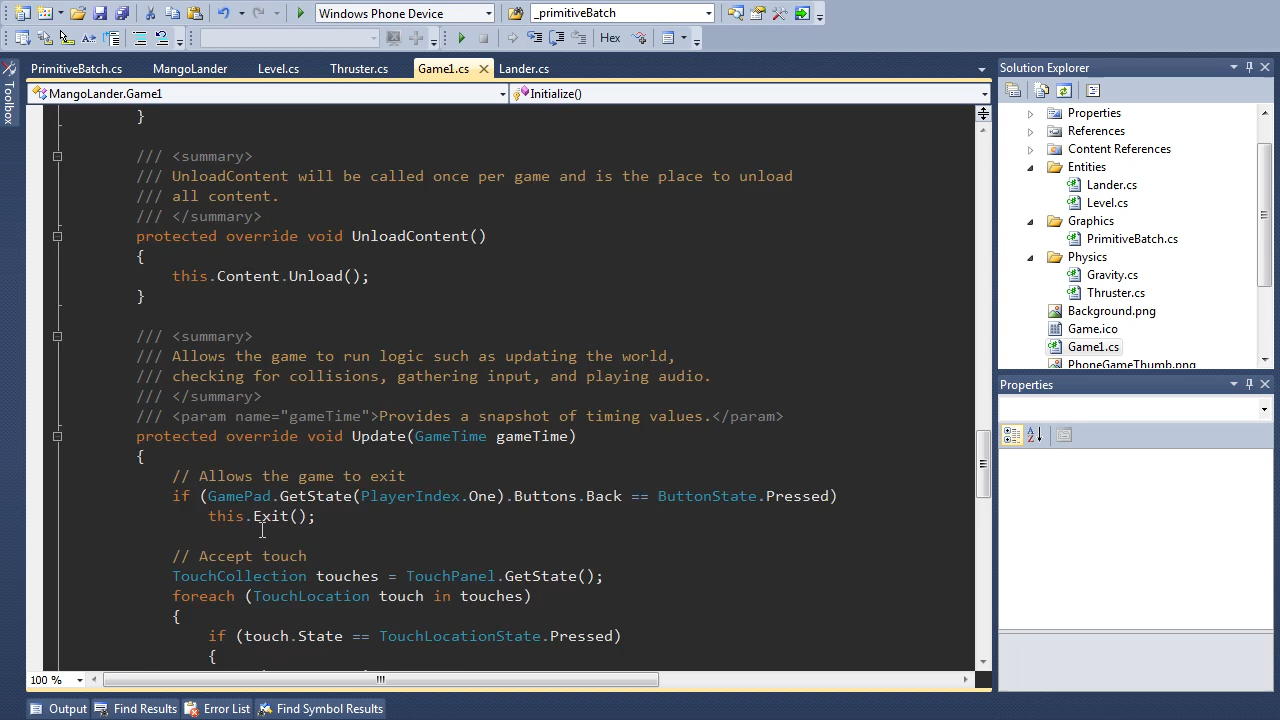 Windows Phone Device
_primitiveBatch
Hex
Toolbox
PrimitiveBatch.cs
MangoLander
Level.cs
Thruster.cs
Game1.cs
Lander.cs
MangoLander.Game1
Initialize()
}
/// <summary>
/// UnloadContent will be called once per game and is the place to unload
/// all content.
/// </summary>
protected override void UnloadContent()
{
this.Content.Unload();
}
/// <summary>
/// Allows the game to run logic such as updating the world,
/// checking for collisions, gathering input, and playing audio.
/// </summary>
/// <param name="gameTime">Provides a snapshot of timing values.</param>
protected override void Update(GameTime gameTime)
{
// Allows the game to exit
if (GamePad.GetState(PlayerIndex.One).Buttons.Back == ButtonState.Pressed)
this.Exit();
// Accept touch
TouchCollection touches = TouchPanel.GetState();
foreach (TouchLocation touch in touches)
{
if (touch.State == TouchLocationState.Pressed)
{
100 %
Output
Find Results
Error List
Find Symbol Results
Solution Explorer
Properties
References
Content References
Entities
Lander.cs
Level.cs
Graphics
PrimitiveBatch.cs
Physics
Gravity.cs
Thruster.cs
Background.png
Game.ico
Game1.cs
PhoneGameThumb.png
Properties